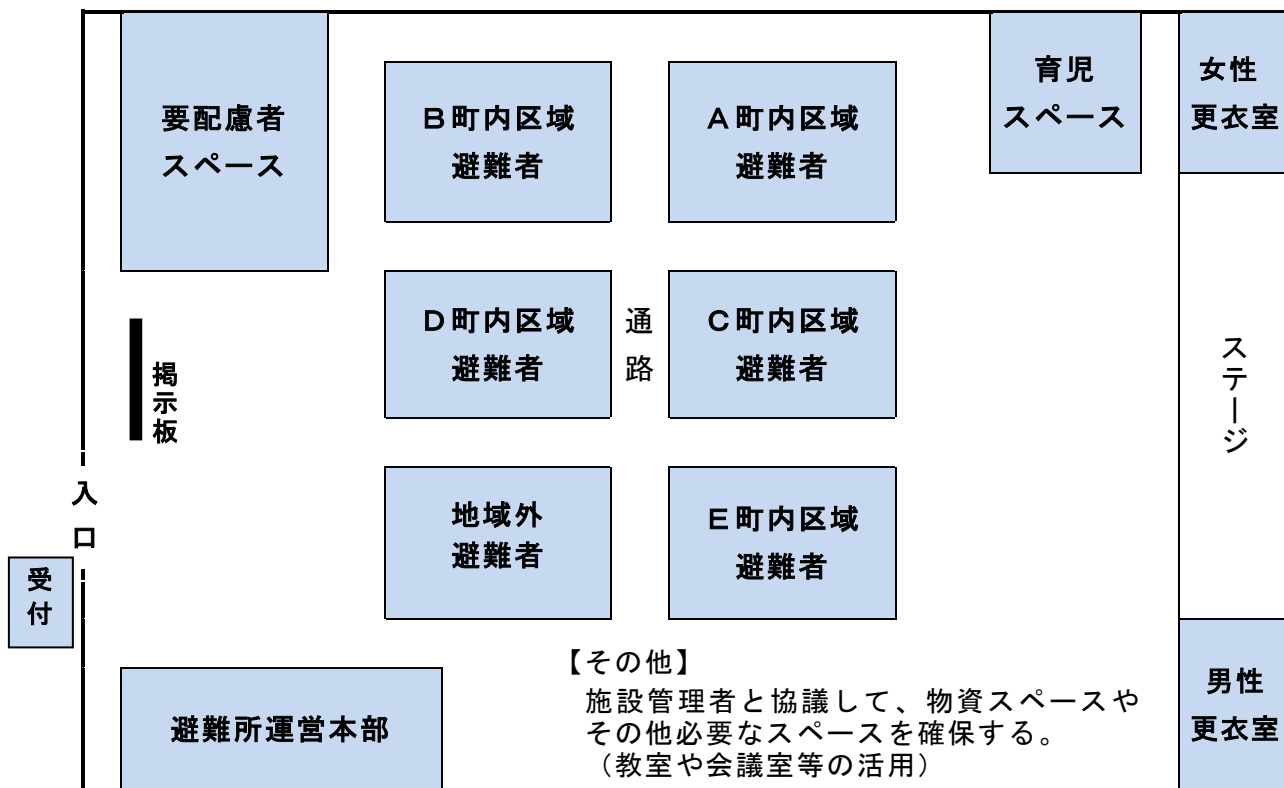 要配慮者
スペース
Ｂ町内区域
避難者
Ａ町内区域
避難者
育児
スペース
女性
更衣室
Ｄ町内区域
避難者
通
路
Ｃ町内区域
避難者
掲示板
ステージ
入口
受付
地域外
避難者
Ｅ町内区域
避難者
避難所運営本部
【その他】
施設管理者と協議して、物資スペースや
その他必要なスペースを確保する。
（教室や会議室等の活用）
男性
更衣室